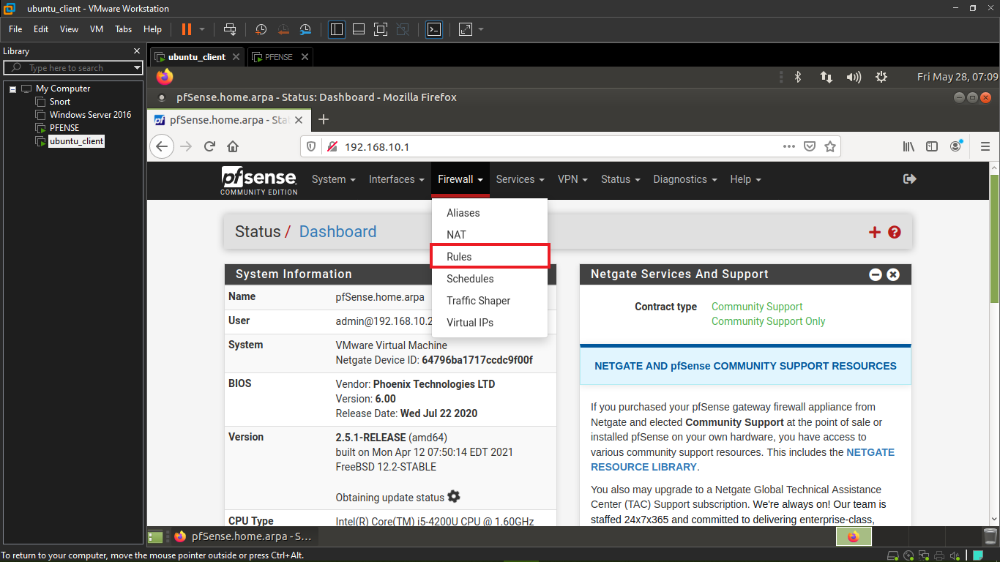 ubuntu_client - VMware Workstation
File Edit View VM Tabs Help
Library
Type here to search
My Computer
Snort
Windows Server 2016
PFENSE
ubuntu_client
ubuntu_client PFENSE
Fri May 28, 07:09
pfSense.home.arpa - Status: Dashboard - Mozilla Firefox
pf pfSense.home.arpa - Sta
192.168.10.1
pfsense
COMMUNITY EDITION
System Interfaces Firewall Services VPN Status Diagnostics Help
Aliases
NAT
Rules
Schedules
Traffic Shaper
Virtual IPs
Status / Dashboard
System Information
Name pfSense.home.arpa
User admin@192.168.10.2
System VMware Virtual Machine
Netgate Device ID: 64796ba1717ccdc9f00f
BIOS Vendor: Phoenix Technologies LTD
Version: 6.00
Release Date: Wed Jul 22 2020
Version 2.5.1-RELEASE (amd64)
built on Mon Apr 12 07:50:14 EDT 2021
FreeBSD 12.2-STABLE
Obtaining update status
CPU Type Intel(R) Core(TM) i5-4200U CPU @ 1.60GHz
Netgate Services And Support
Contract type Community Support
Community Support Only
NETGATE AND pfSense COMMUNITY SUPPORT RESOURCES
If you purchased your pfSense gateway firewall appliance from
Netgate and elected Community Support at the point of sale or
installed pfSense on your own hardware, you have access to
various community support resources. This includes the NETGATE
RESOURCE LIBRARY.
You also may upgrade to a Netgate Global Technical Assistance
Center (TAC) Support subscription. We're always on! Our team is
staffed 24x7x365 and committed to delivering enterprise-class,
pfSense.home.arpa - S...
To return to your computer, move the mouse pointer outside or press Ctrl+Alt.